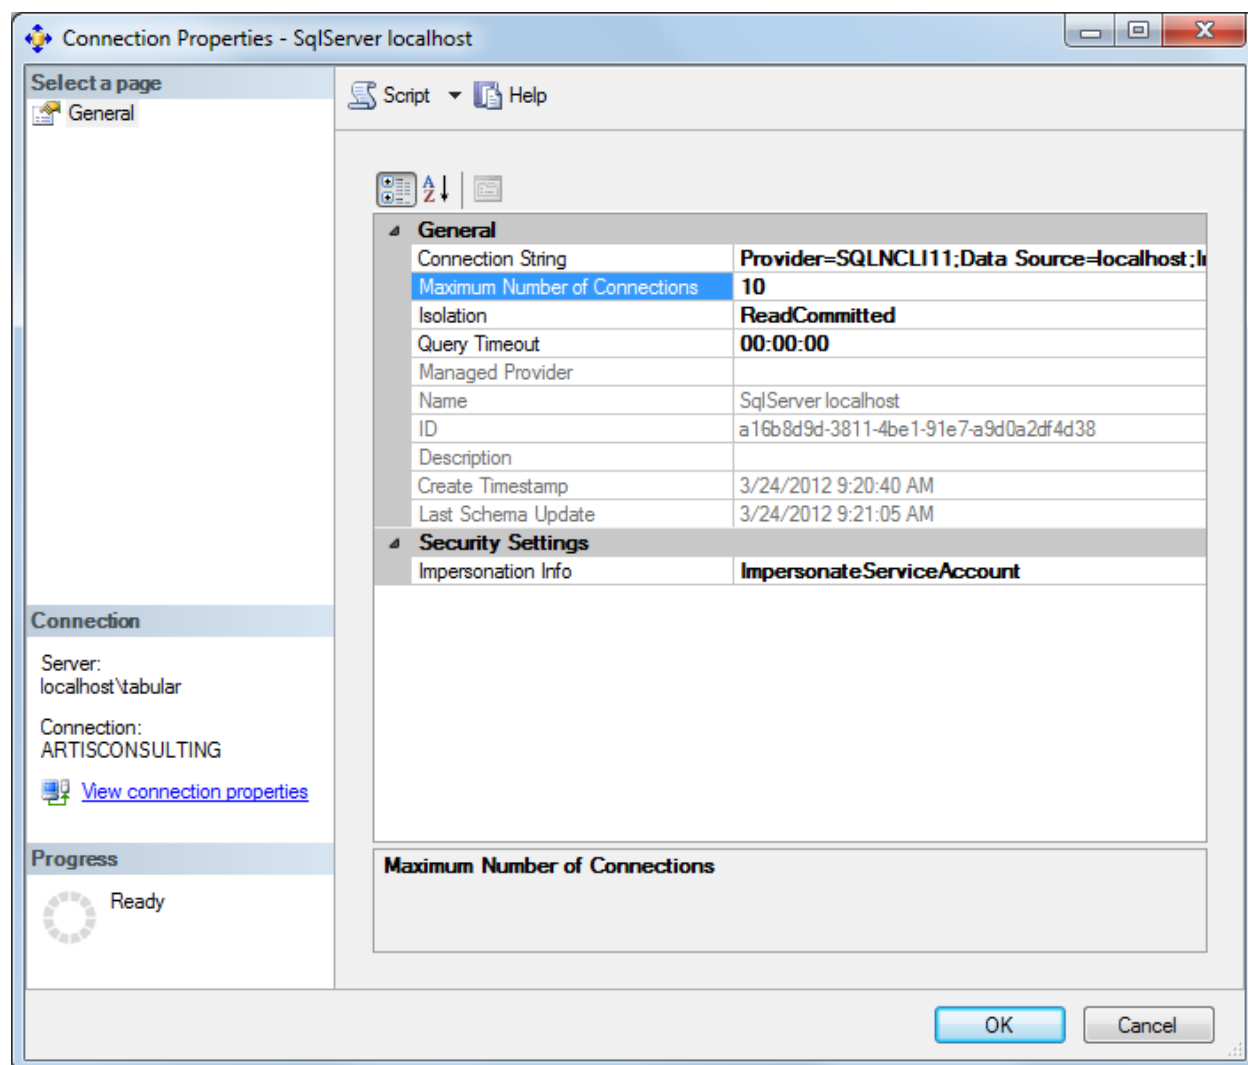 Connection Properties - SqlServer localhost
Select a page
General
Script Help
General
Connection String Provider=SQLNCLI11;Data Source=localhost;
Maximum Number of Connections 10
Isolation ReadCommitted
Query Timeout 00:00:00
Managed Provider
Name SqlServer localhost
ID a16b8d9d-3811-4be1-91e7-a9d0a2df4d38
Description
Create Timestamp 3/24/2012 9:20:40 AM
Last Schema Update 3/24/2012 9:21:05 AM
Security Settings
Impersonation Info ImpersonateServiceAccount
Connection
Server:
localhost\tabular
Connection:
ARTISCONSULTING
View connection properties
Progress
Ready
Maximum Number of Connections
OK Cancel